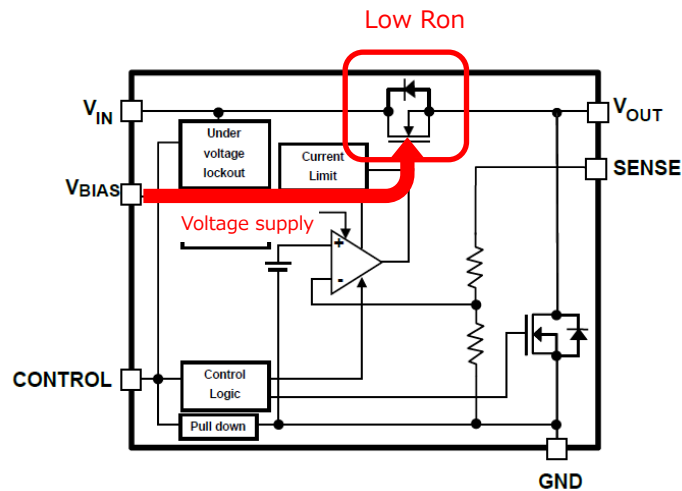 Low Ron
VIN
VOUT
Under
voltage
lockout
Current
Limit
SENSE
VBIAS
Voltage supply
+
-
CONTROL
Control
Logic
Pull down
GND